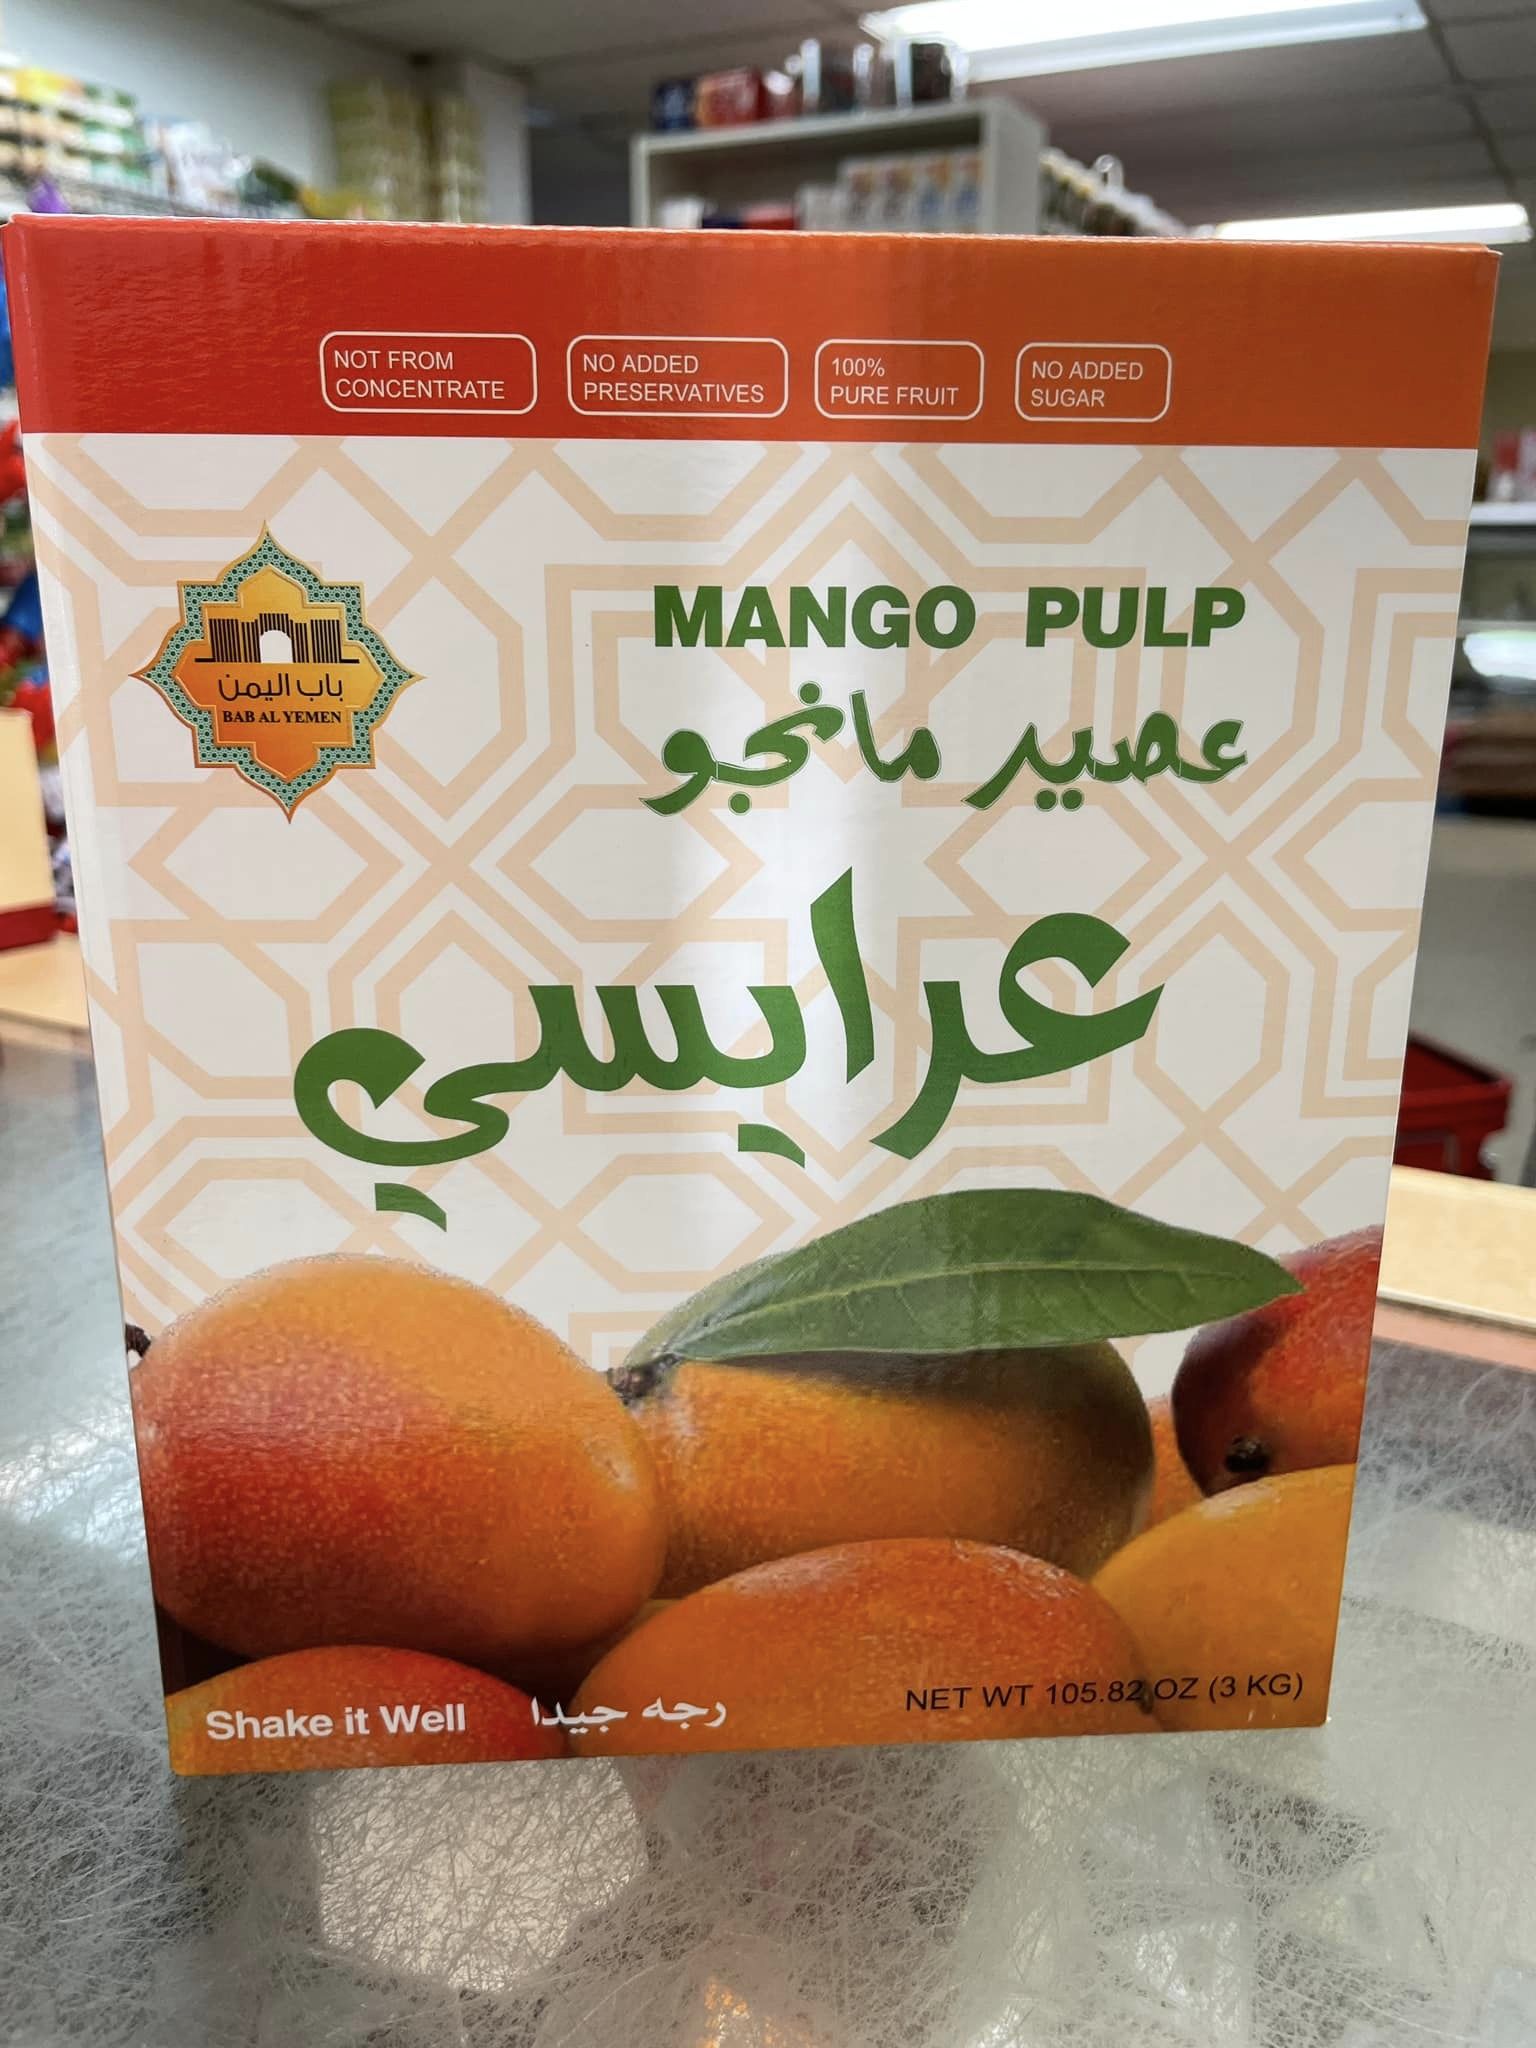 NOT FROM
CONCENTRATE
NO ADDED
PRESERVATIVES
100%
PURE FRUIT
NO ADDED
SUGAR
باب اليمن
BAB AL YEMEN
MANGO PULP
عصير مانجو
عرايسي
Shake it Well رجه جيدا
NET WT 105.82 OZ (3 KG)